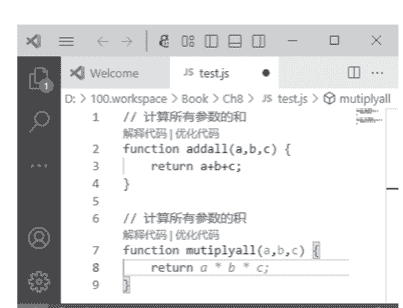 Welcome
JS test.js
D: > 100.workspace > Book > Ch8 > JS test.js > mutiplyall
1 // 计算所有参数的和
解释代码 | 优化代码
2 function addall(a,b,c) {
3 return a+b+c;
4 }
5
6 // 计算所有参数的积
解释代码 | 优化代码
7 function mutiplyall(a,b,c) {
8 return a * b * c;
9 }
1